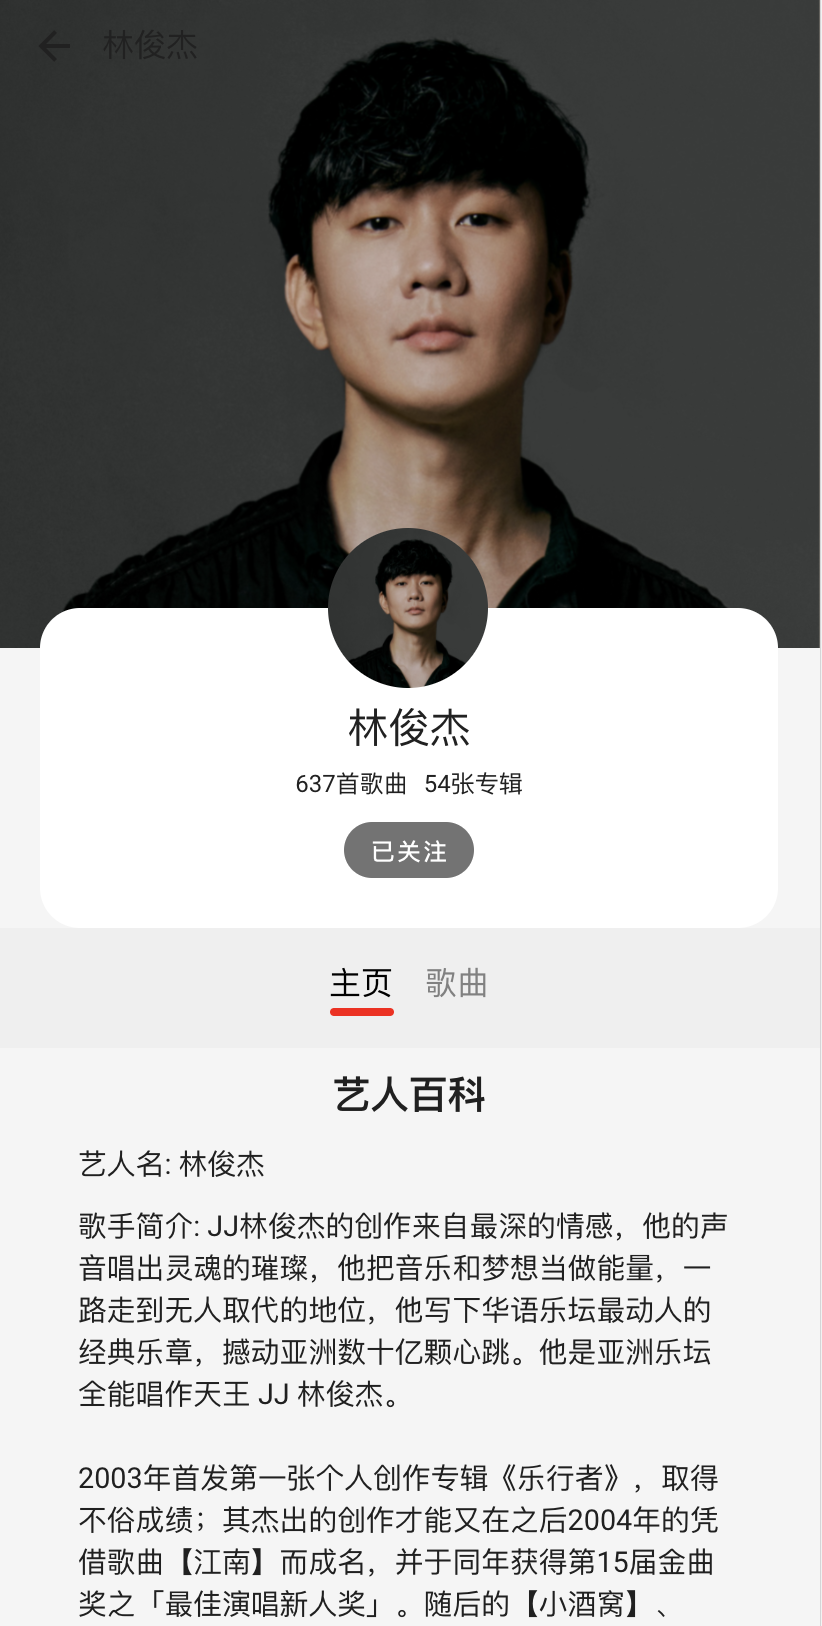 林俊杰
林俊杰
637首歌曲 54张专辑
已关注
主页 歌曲
艺人百科
艺人名: 林俊杰
歌手简介: JJ林俊杰的创作来自最深的情感，他的声
音唱出灵魂的璀璨，他把音乐和梦想当做能量，一
路走到无人取代的地位，他写下华语乐坛最动人的
经典乐章，撼动亚洲数十亿颗心跳。他是亚洲乐坛
全能唱作天王 JJ 林俊杰。
2003年首发第一张个人创作专辑《乐行者》，取得
不俗成绩；其杰出的创作才能又在之后2004年的凭
借歌曲【江南】而成名，并于同年获得第15届金曲
奖之「最佳演唱新人奖」。随后的【小酒窝】、